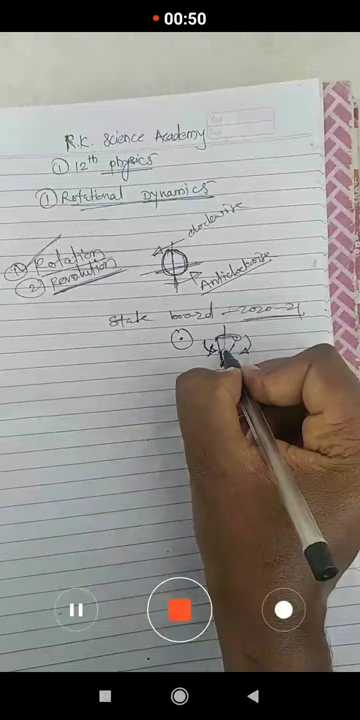 00:50
R.K. Science Academy
① 12th physics
① Rotational Dynamics
clockwise
① Rotation
② Revolution
Anticlockwise
State board - 2020-21.